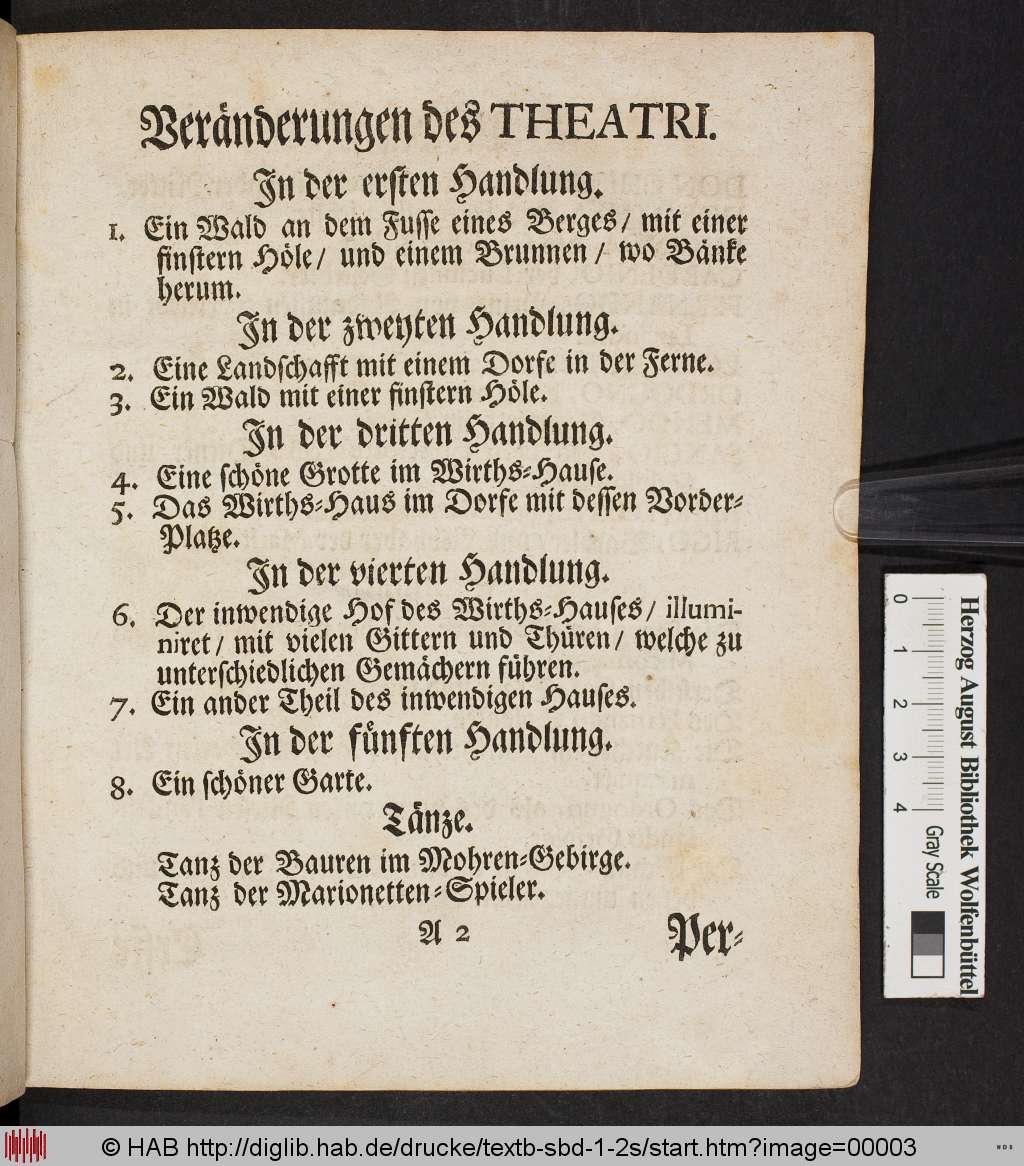 Veränderungen des THEATRI.
In der ersten Handlung.
1. Ein Wald an dem Fusse eines Berges / mit einer
finstern Höle / und einem Brunnen / wo Bänke
herum.
In der zweyten Handlung.
2. Eine Landschafft mit einem Dorfe in der Ferne.
3. Ein Wald mit einer finstern Höle.
In der dritten Handlung.
4. Eine schöne Grotte im Wirths-Hause.
5. Das Wirths-Haus im Dorfe mit dessen Vorder-
Platze.
In der vierten Handlung.
6. Der inwendige Hof des Wirths-Hauses / illumi-
niret / mit vielen Gittern und Thüren / welche zu
unterschiedlichen Gemächern führen.
7. Ein ander Theil des inwendigen Hauses.
In der fünften Handlung.
8. Ein schöner Garte.
Tänze.
Tanz der Bauren im Mohren-Gebirge.
Tanz der Marionetten-Spieler.
A 2 Per-
0 1 2 3 4 Gray Scale
Herzog August Bibliothek Wolfenbüttel
© HAB http://diglib.hab.de/drucke/textb-sbd-1-2s/start.htm?image=00003